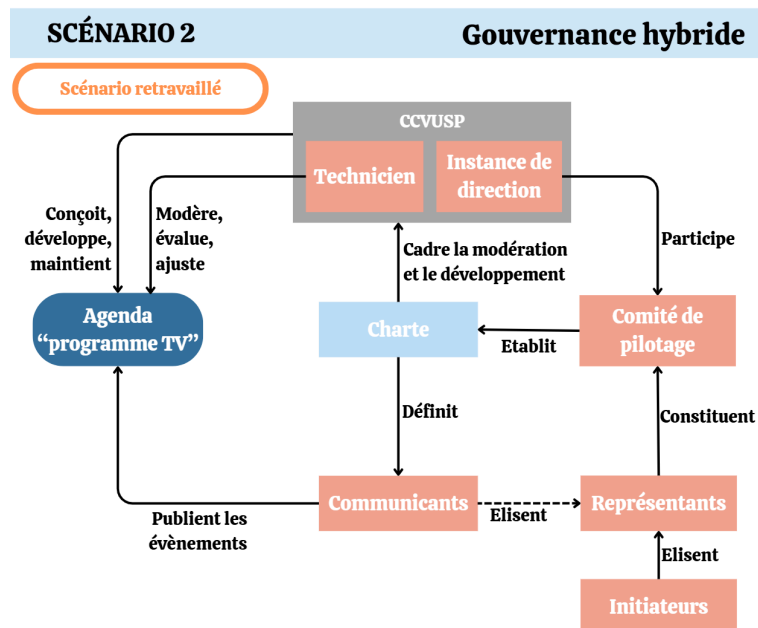 SCÉNARIO 2
Gouvernance hybride
Scénario retravaillé
CCVUSP
Technicien
Instance de
direction
Conçoit,
développe,
maintient
Modère,
évalue,
ajuste
Cadre la modération
et le développement
Participe
Agenda
“programme TV”
Charte
Etablit
Comité de
pilotage
Définit
Constituent
Communicants
Elisent
Représentants
Publient les
évènements
Elisent
Initiateurs